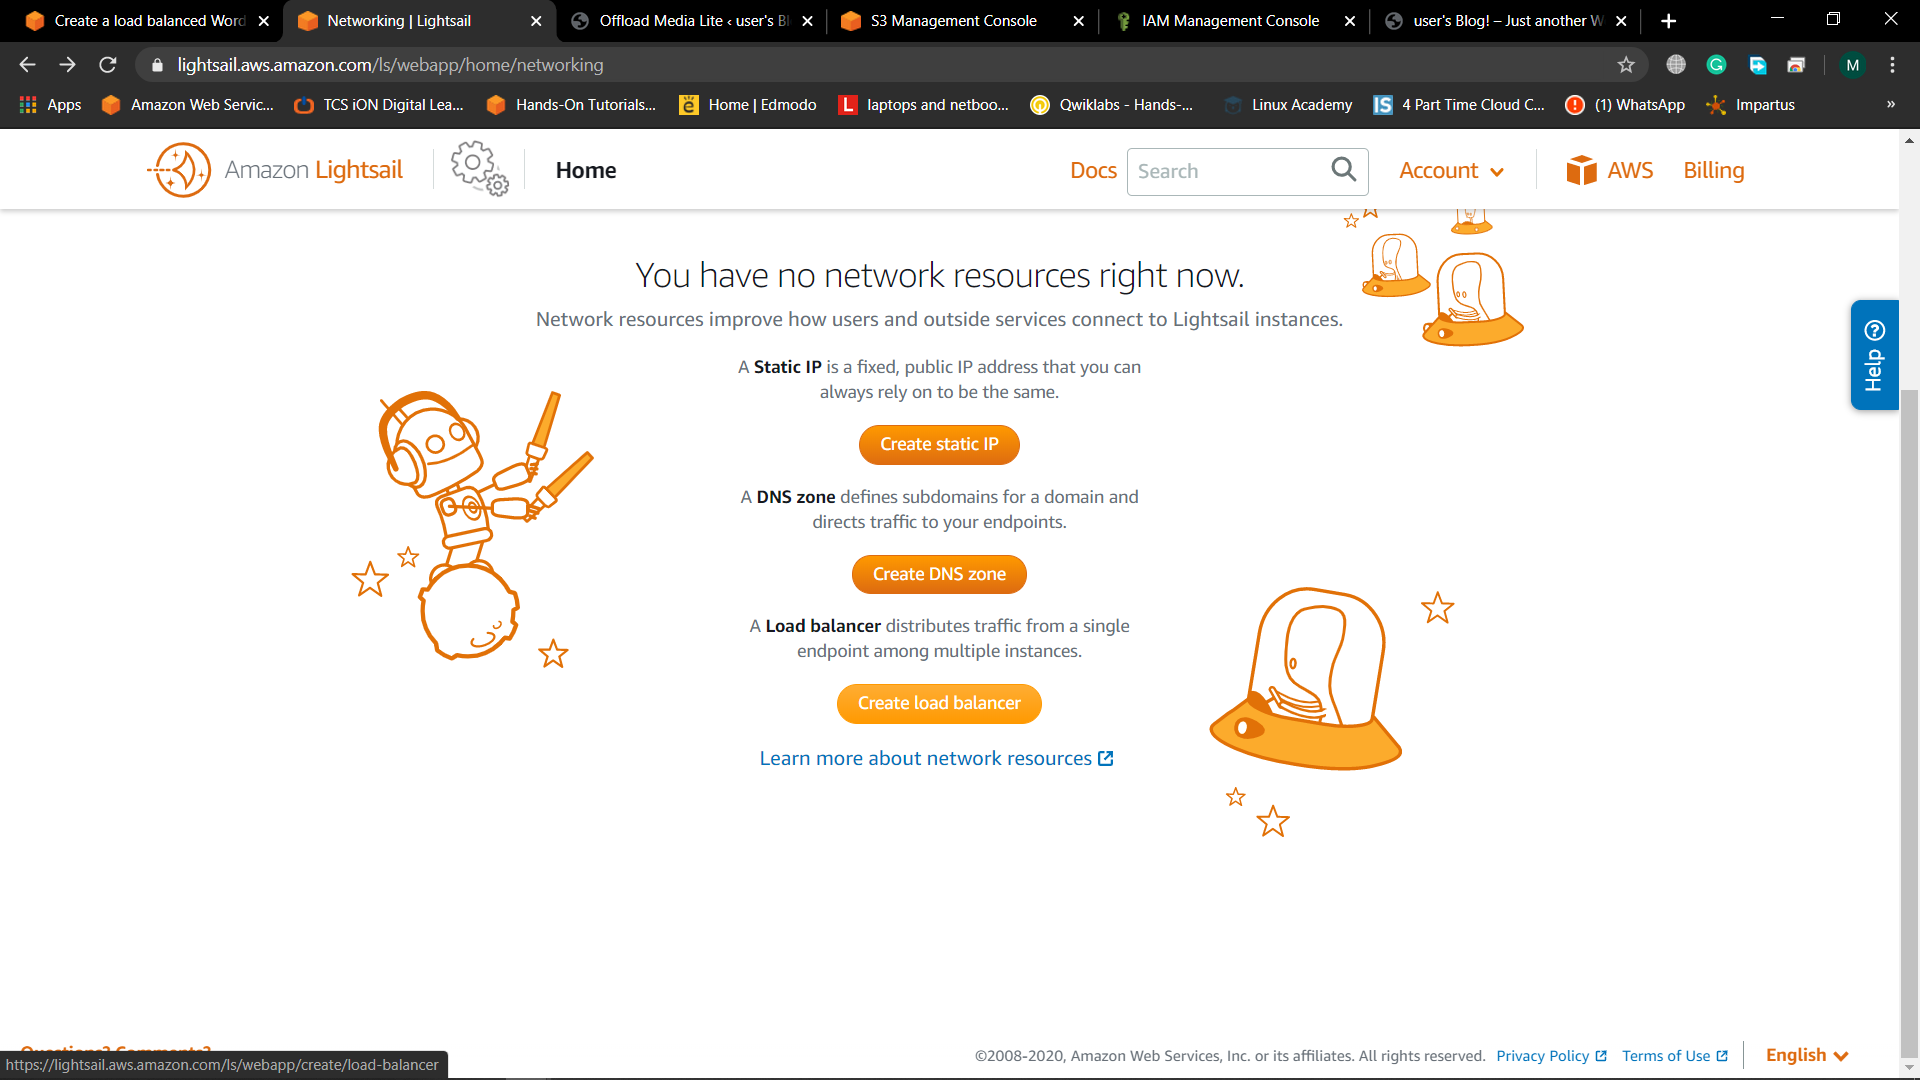 Create a load balanced Word
Networking | Lightsail
Offload Media Lite ‹ user's Bl
S3 Management Console
IAM Management Console
user's Blog! – Just another W
lightsail.aws.amazon.com/ls/webapp/home/networking
M
Apps
Amazon Web Servic...
TCS iON Digital Lea...
Hands-On Tutorials...
Home | Edmodo
laptops and netboo...
Qwiklabs - Hands-...
Linux Academy
4 Part Time Cloud C...
(1) WhatsApp
Impartus
»
Amazon Lightsail
Home
Docs
Search
Account
AWS
Billing
You have no network resources right now.
Network resources improve how users and outside services connect to Lightsail instances.
A Static IP is a fixed, public IP address that you can
always rely on to be the same.
Create static IP
A DNS zone defines subdomains for a domain and
directs traffic to your endpoints.
Create DNS zone
A Load balancer distributes traffic from a single
endpoint among multiple instances.
Create load balancer
Learn more about network resources
Help
Questions? Comments?
https://lightsail.aws.amazon.com/ls/webapp/create/load-balancer
©2008-2020, Amazon Web Services, Inc. or its affiliates. All rights reserved.
Privacy Policy
Terms of Use
English